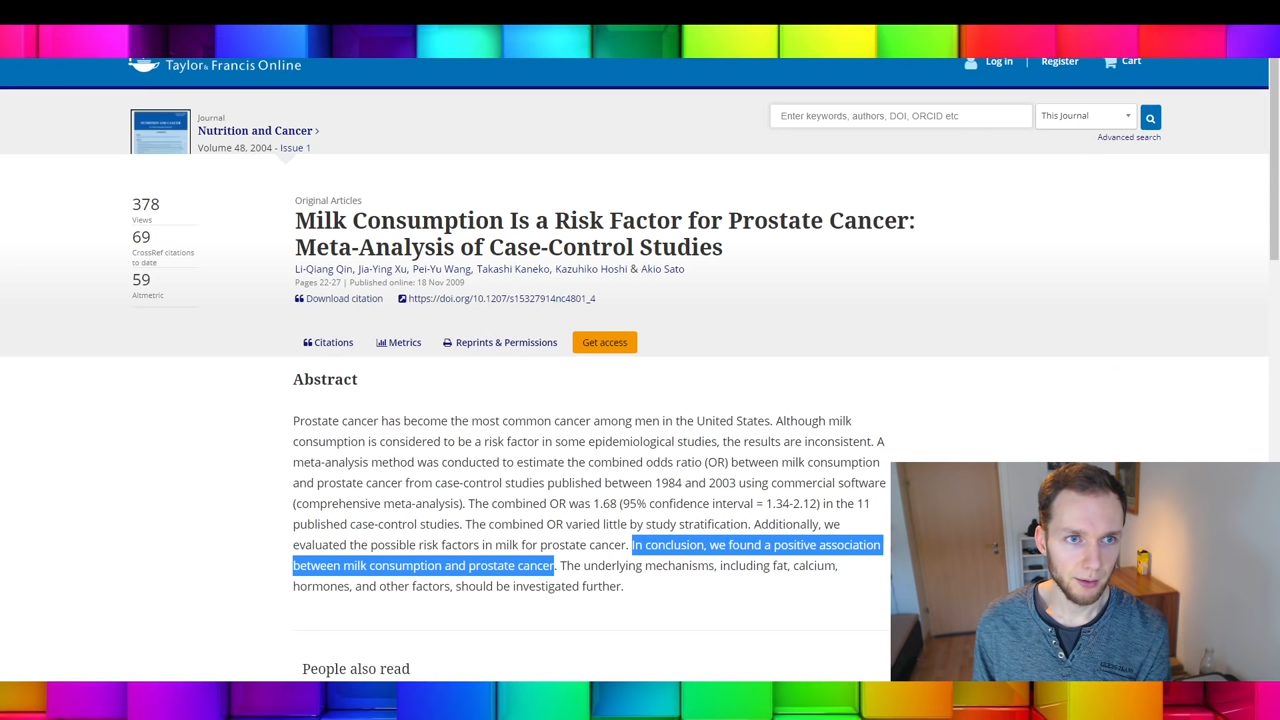 Taylor & Francis Online
Log in | Register Cart
Journal
Nutrition and Cancer >
Volume 48, 2004 - Issue 1
Enter keywords, authors, DOI, ORCID etc
This Journal
Advanced search
378
Views
69
CrossRef citations
to date
59
Altmetric
Original Articles
Milk Consumption Is a Risk Factor for Prostate Cancer:
Meta-Analysis of Case-Control Studies
Li-Qiang Qin, Jia-Ying Xu, Pei-Yu Wang, Takashi Kaneko, Kazuhiko Hoshi & Akio Sato
Pages 22-27 | Published online: 18 Nov 2009
Download citation https://doi.org/10.1207/s15327914nc4801_4
Citations Metrics Reprints & Permissions Get access
Abstract
Prostate cancer has become the most common cancer among men in the United States. Although milk
consumption is considered to be a risk factor in some epidemiological studies, the results are inconsistent. A
meta-analysis method was conducted to estimate the combined odds ratio (OR) between milk consumption
and prostate cancer from case-control studies published between 1984 and 2003 using commercial software
(comprehensive meta-analysis). The combined OR was 1.68 (95% confidence interval = 1.34-2.12) in the 11
published case-control studies. The combined OR varied little by study stratification. Additionally, we
evaluated the possible risk factors in milk for prostate cancer. In conclusion, we found a positive association
between milk consumption and prostate cancer. The underlying mechanisms, including fat, calcium,
hormones, and other factors, should be investigated further.
People also read